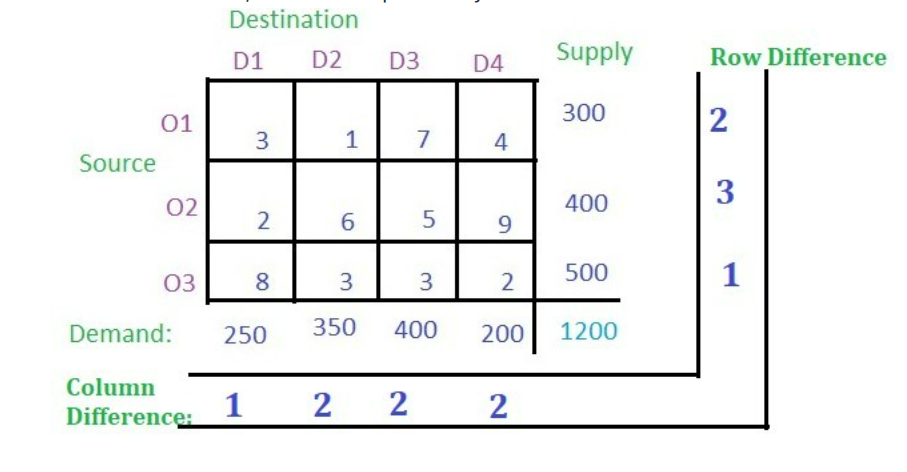 Destination
D1 D2 D3 D4 Supply Row Difference
O1 3 1 7 4 300 2
Source
O2 2 6 5 9 400 3
O3 8 3 3 2 500 1
Demand: 250 350 400 200 1200
Column
Difference: 1 2 2 2